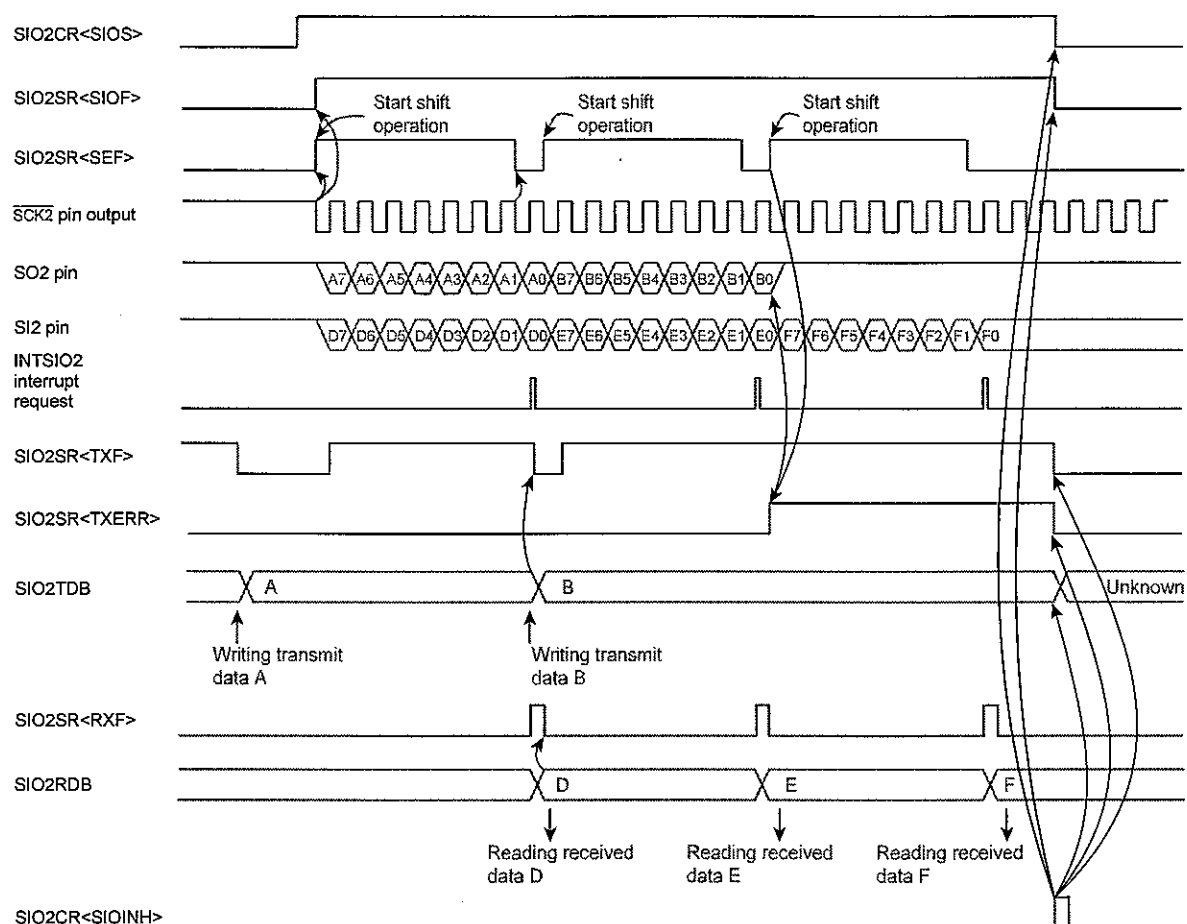 SIO2CR<SIOS>
SIO2SR<SIOF>
Start shift operation
Start shift operation
Start shift operation
SIO2SR<SEF>
SCK2 pin output
SO2 pin
A7 A6 A5 A4 A3 A2 A1 A0 B7 B6 B5 B4 B3 B2 B1 B0
SI2 pin
D7 D6 D5 D4 D3 D2 D1 D0 E7 E6 E5 E4 E3 E2 E1 E0 F7 F6 F5 F4 F3 F2 F1 F0
INTSIO2
interrupt
request
SIO2SR<TXF>
SIO2SR<TXERR>
SIO2TDB
A
B
Unknown
Writing transmit
data A
Writing transmit
data B
SIO2SR<RXF>
SIO2RDB
D
E
F
Reading received
data D
Reading received
data E
Reading received
data F
SIO2CR<SIOINH>